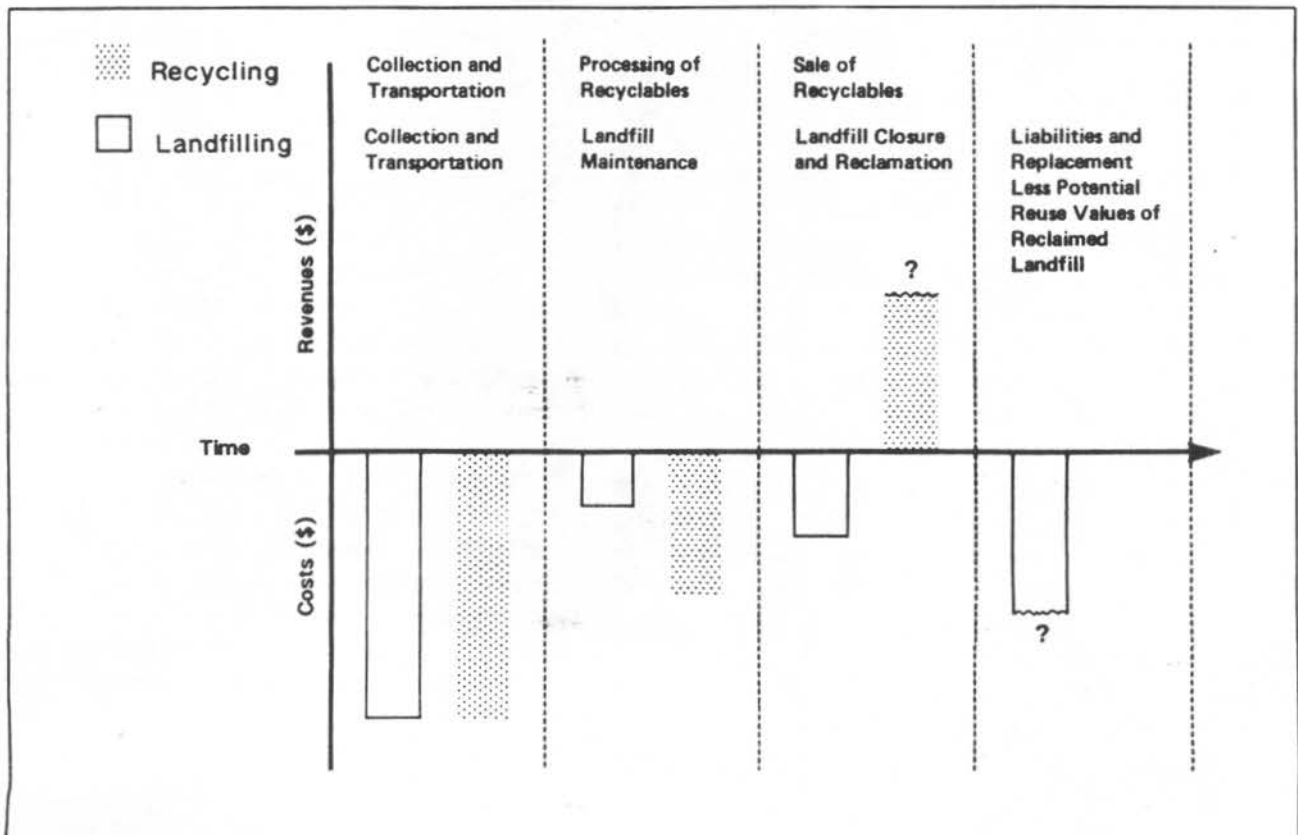 Recycling
Landfilling
Collection and
Transportation
Collection and
Transportation
Processing of
Recyclables
Landfill
Maintenance
Sale of
Recyclables
Landfill Closure
and Reclamation
Liabilities and
Replacement
Less Potential
Reuse Values of
Reclaimed
Landfill
Revenues ($)
?
Time
Costs ($)
?